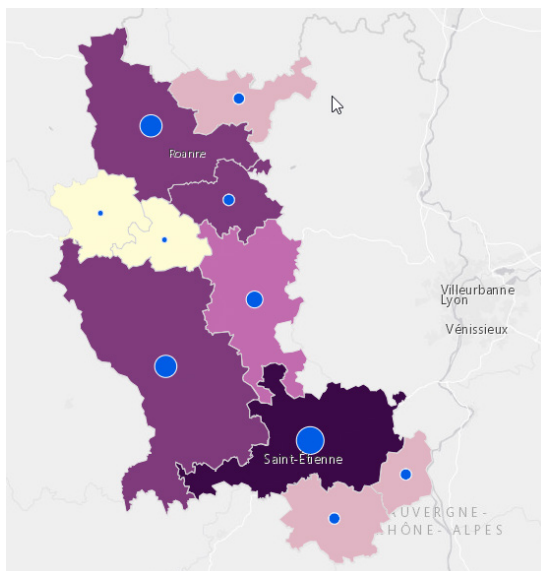 Roanne
Villeurbanne
Lyon
Vénissieux
Saint-Étienne
AUVERGNE-
RHÔNE-ALPES